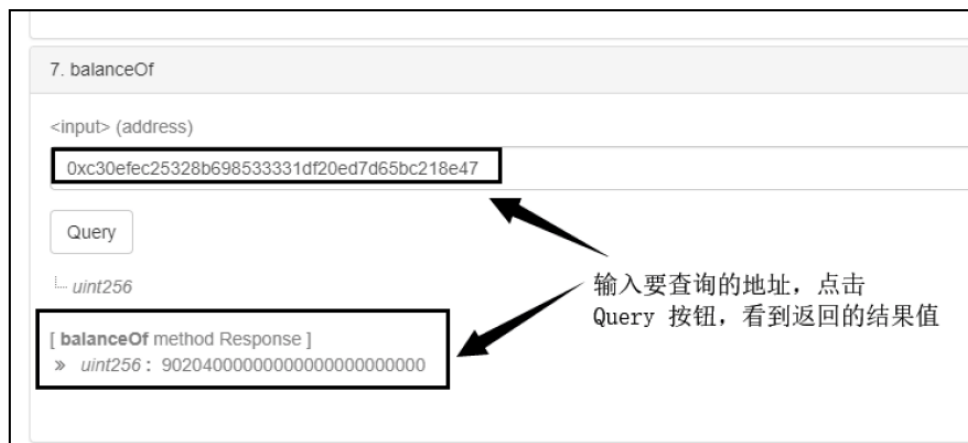 7. balanceOf
<input> (address)
0xc30efec25328b698533331df20ed7d65bc218e47
Query
uint256
输入要查询的地址，点击
Query 按钮，看到返回的结果值
[ balanceOf method Response ]
» uint256 : 902040000000000000000000000